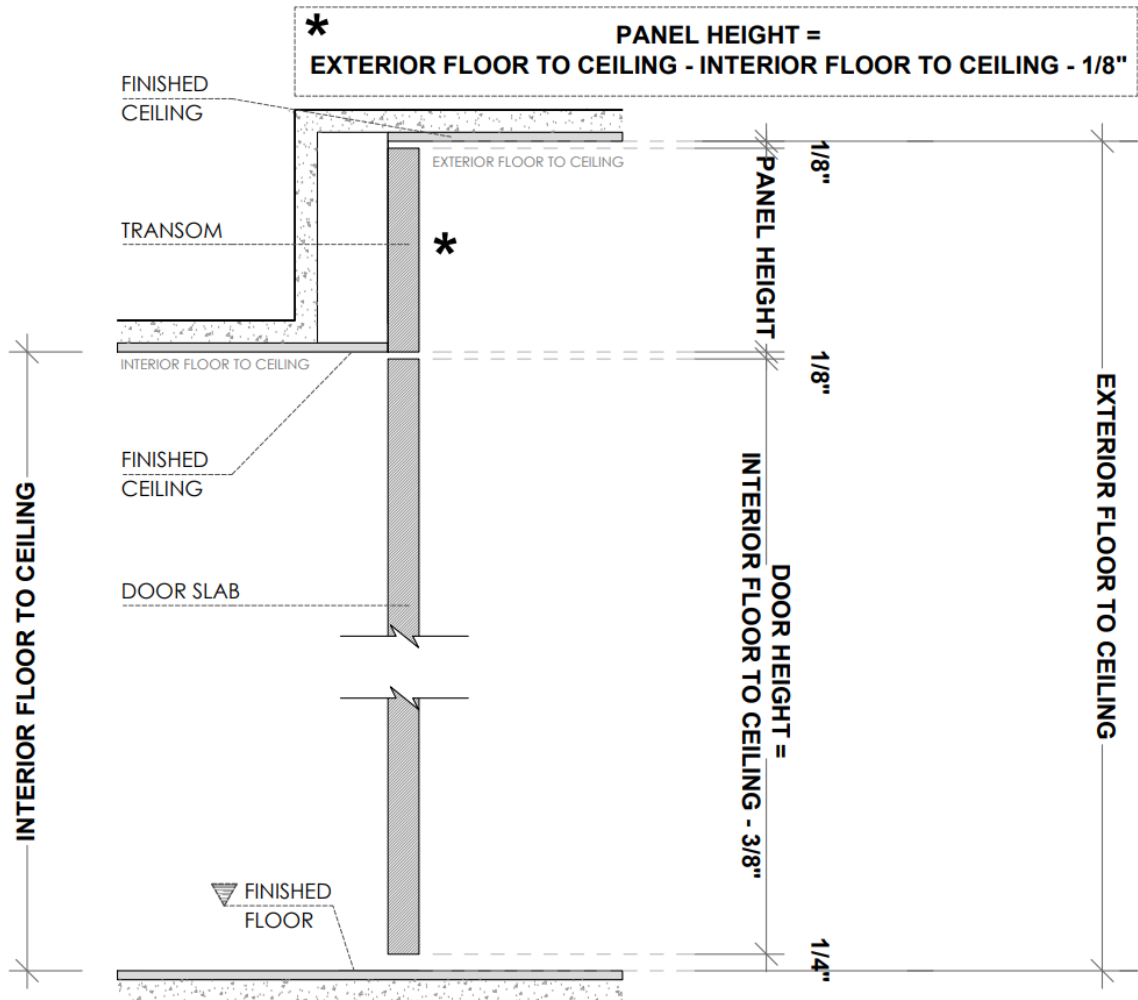 *
PANEL HEIGHT =
EXTERIOR FLOOR TO CEILING - INTERIOR FLOOR TO CEILING - 1/8"
FINISHED
CEILING
EXTERIOR FLOOR TO CEILING
1/8"
PANEL HEIGHT
TRANSOM
*
INTERIOR FLOOR TO CEILING
1/8"
FINISHED
CEILING
DOOR SLAB
INTERIOR FLOOR TO CEILING
DOOR HEIGHT =
INTERIOR FLOOR TO CEILING - 3/8"
EXTERIOR FLOOR TO CEILING
FINISHED
FLOOR
1/4"